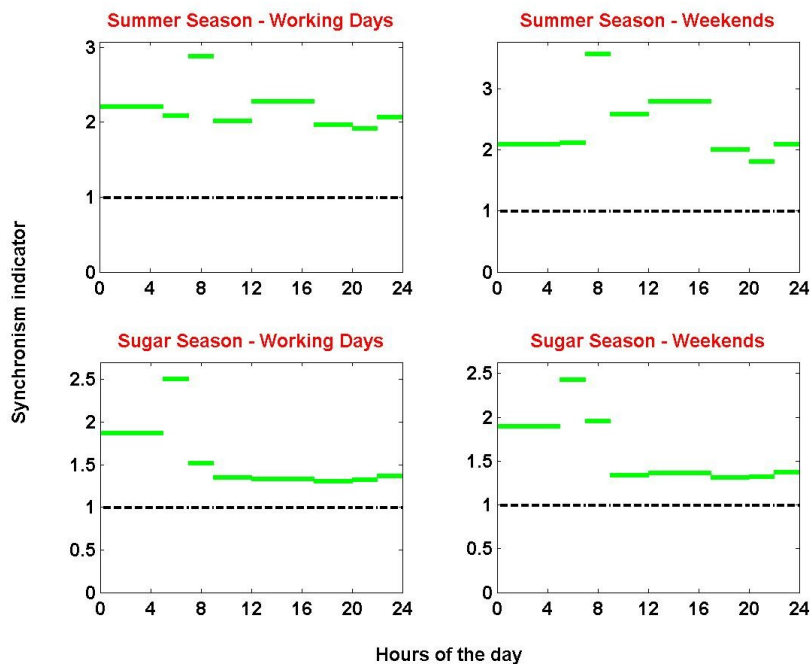 Summer Season - Working Days
3
2
1
0
0 4 8 12 16 20 24
Summer Season - Weekends
3
2
1
0
0 4 8 12 16 20 24
Synchronism indicator
Sugar Season - Working Days
2.5
2
1.5
1
0.5
0
0 4 8 12 16 20 24
Sugar Season - Weekends
2.5
2
1.5
1
0.5
0
0 4 8 12 16 20 24
Hours of the day